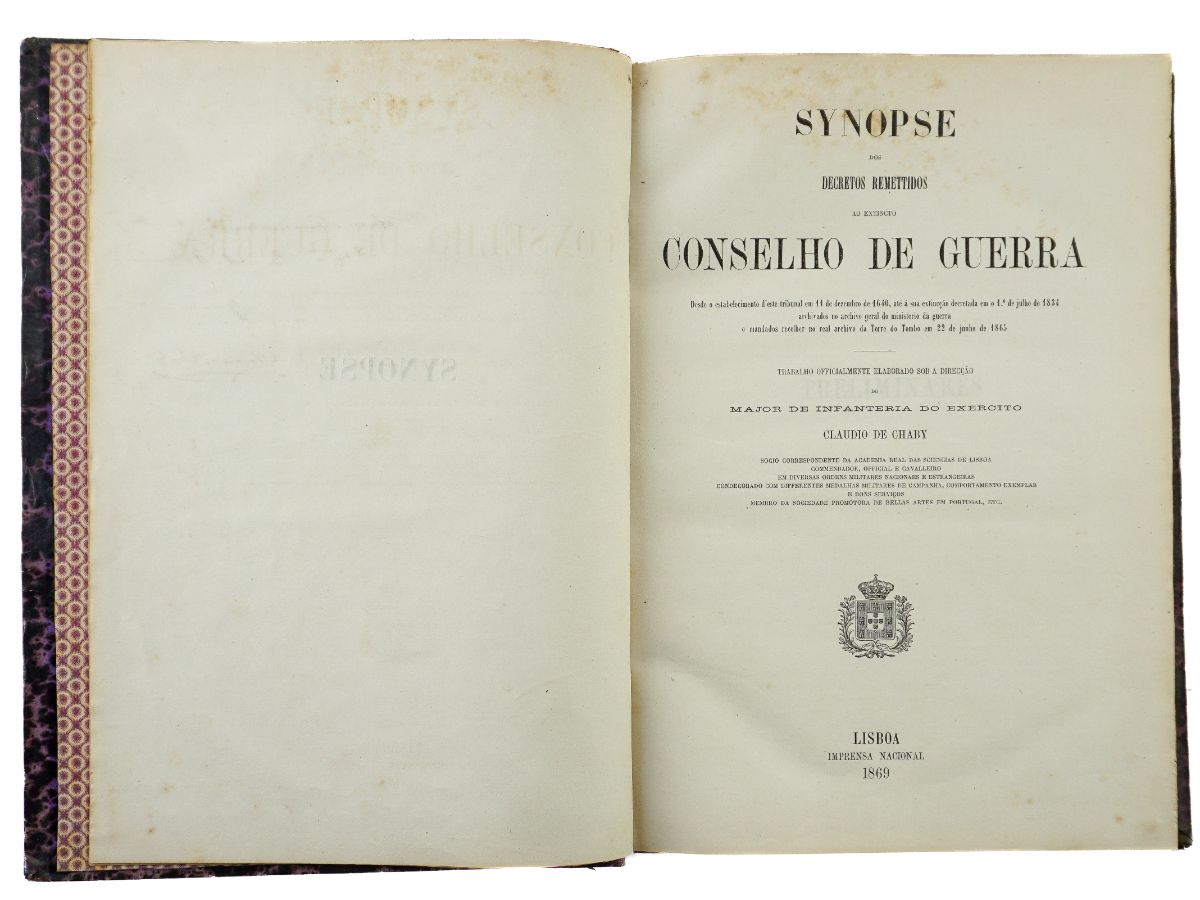 SYNOPSE
DOS
DECRETOS REMETTIDOS
AO EXTINCTO
CONSELHO DE GUERRA
Desde o estabelecimento d'este tribunal em 11 de dezembro de 1640, até á sua extincção decretada em o 1.º de julho de 1834
archivados no archivo geral do ministerio da guerra
e mandados recolher no real archivo da Torre do Tombo em 22 de junho de 1865
TRABALHO OFFICIALMENTE ELABORADO SOB A DIRECÇÃO
DO
MAJOR DE INFANTERIA DO EXERCITO
CLAUDIO DE CHABY
SOCIO CORRESPONDENTE DA ACADEMIA REAL DAS SCIENCIAS DE LISBOA
COMMENDADOR, OFFICIAL E CAVALLEIRO
EM DIVERSAS ORDENS MILITARES NACIONAES E ESTRANGEIRAS
CONDECORADO COM DIFFERENTES MEDALHAS MILITARES DE CAMPANHA, COMPORTAMENTO EXEMPLAR
E BONS SERVIÇOS
MEMBRO DA SOCIEDADE PROMOTORA DE BELLAS ARTES EM PORTUGAL, ETC.
LISBOA
IMPRENSA NACIONAL
1869
SYNOPSE